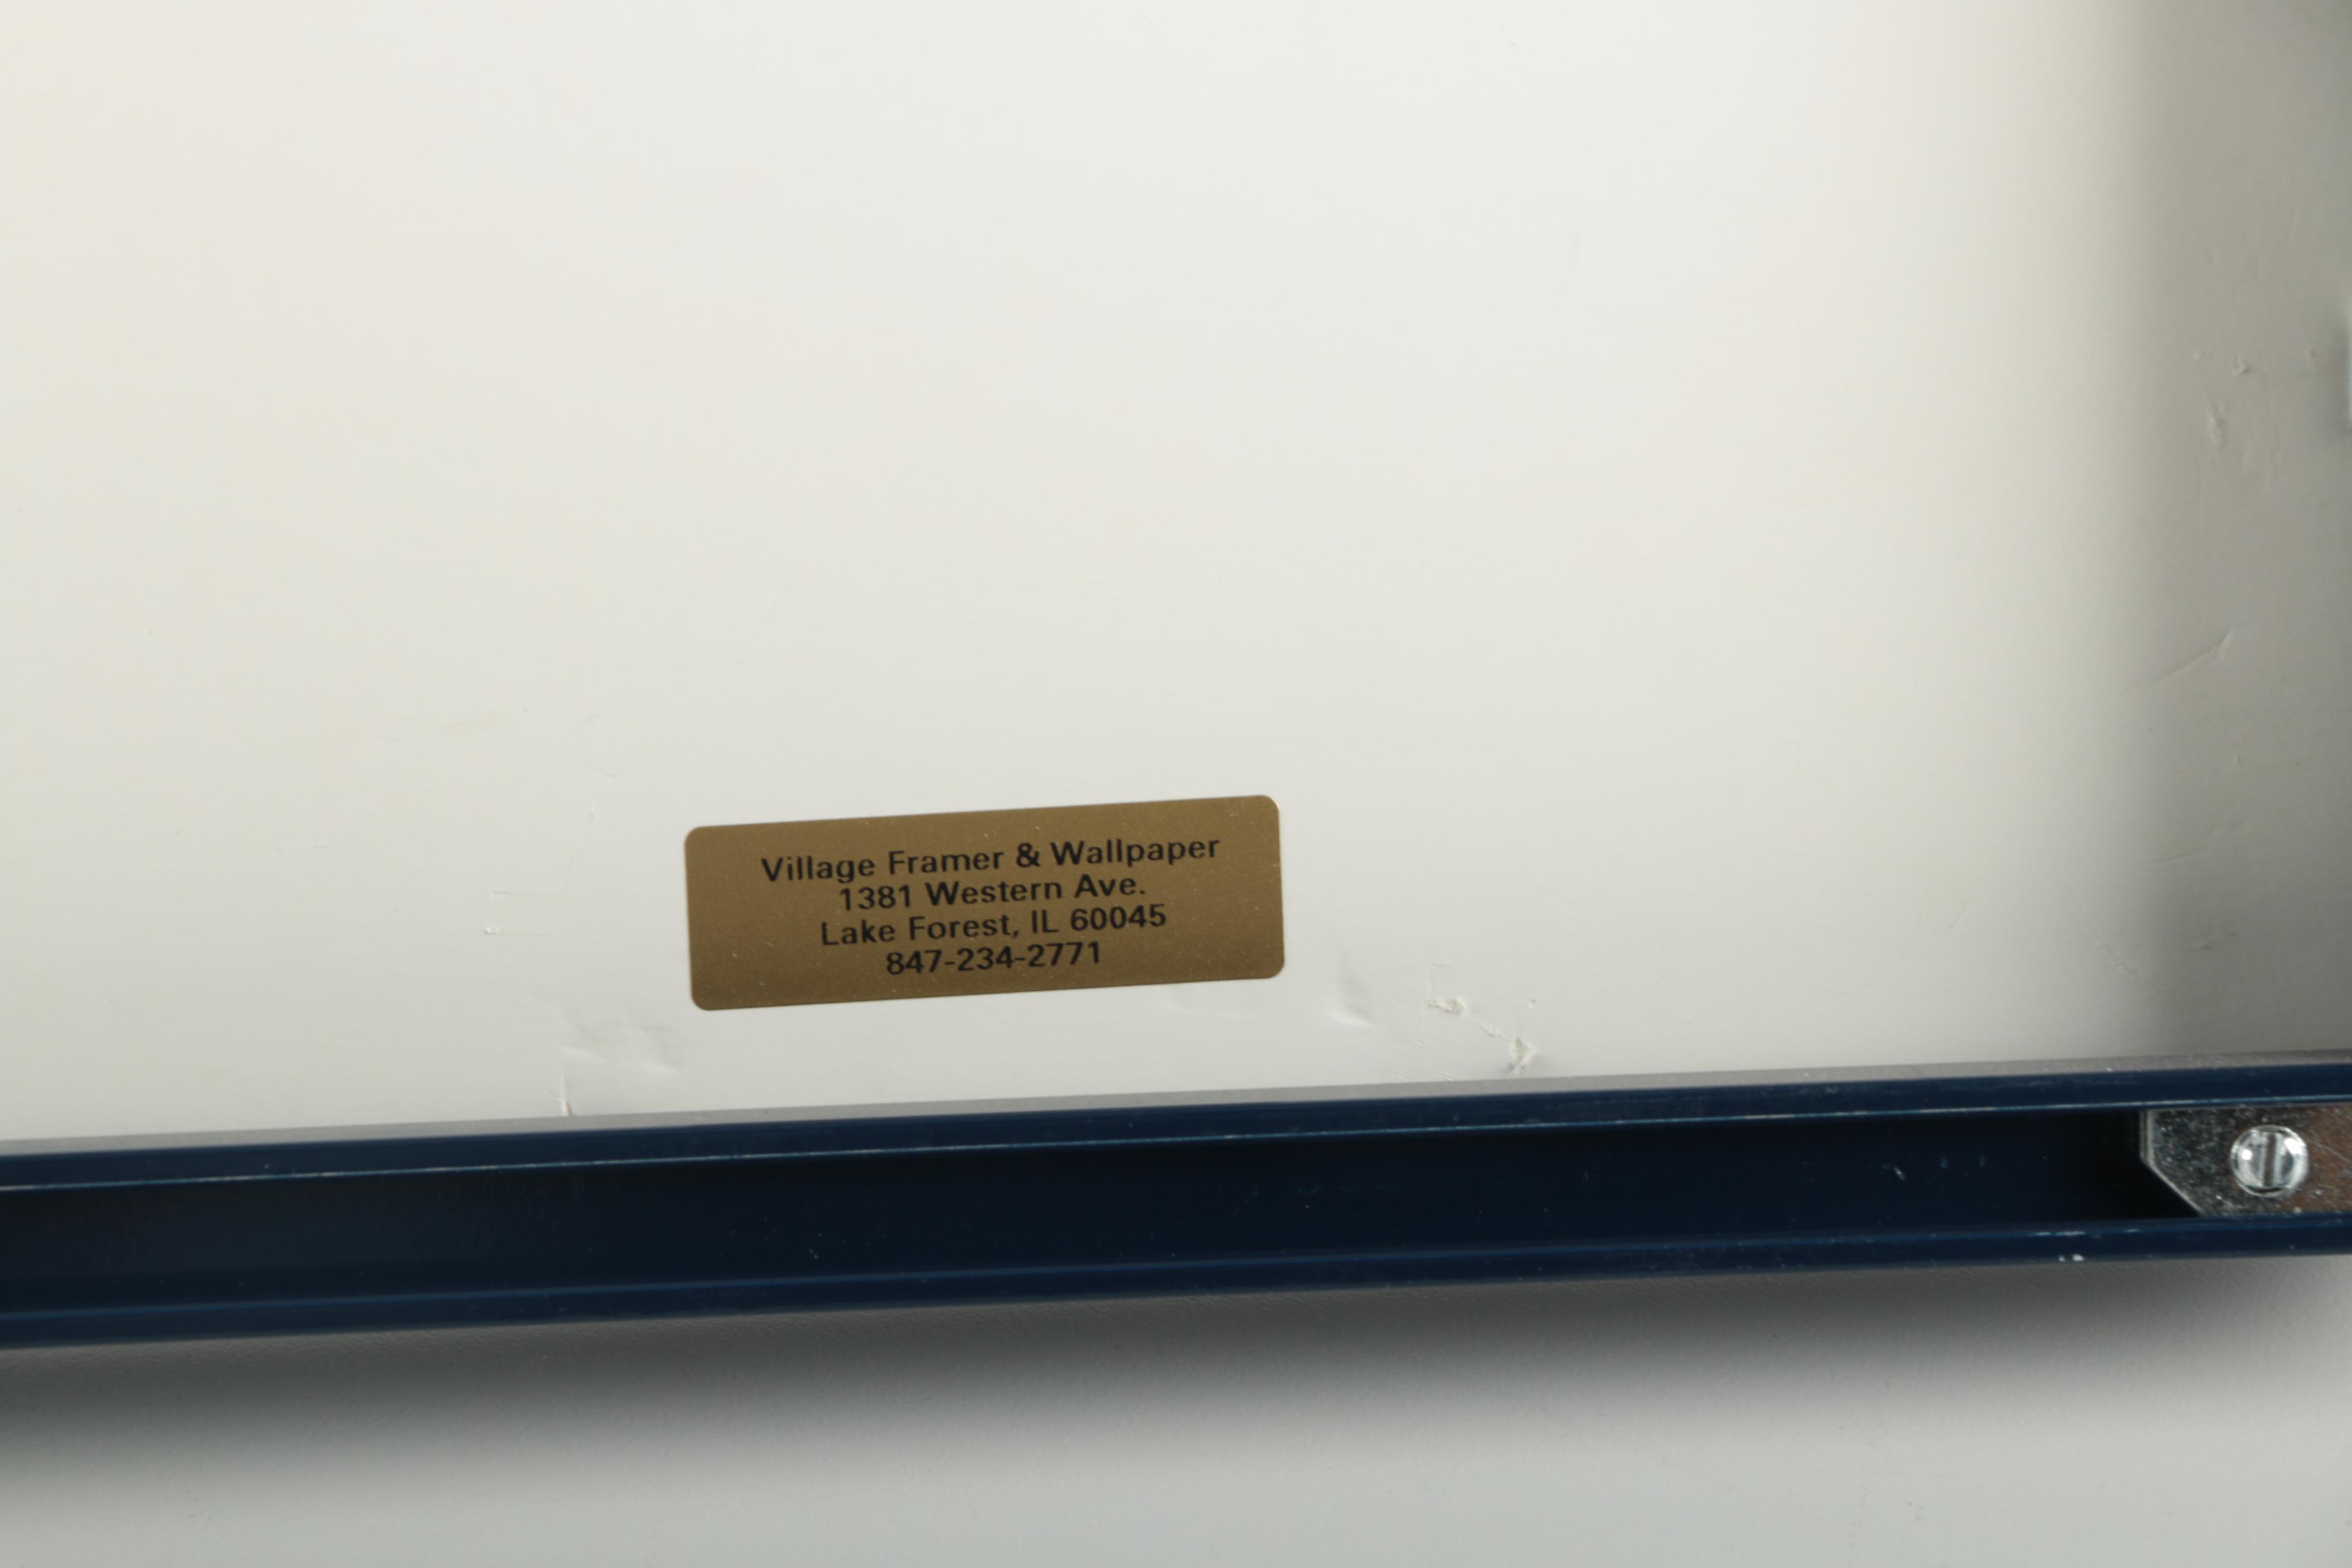 Village Framer & Wallpaper
1381 Western Ave.
Lake Forest, IL 60045
847-234-2771